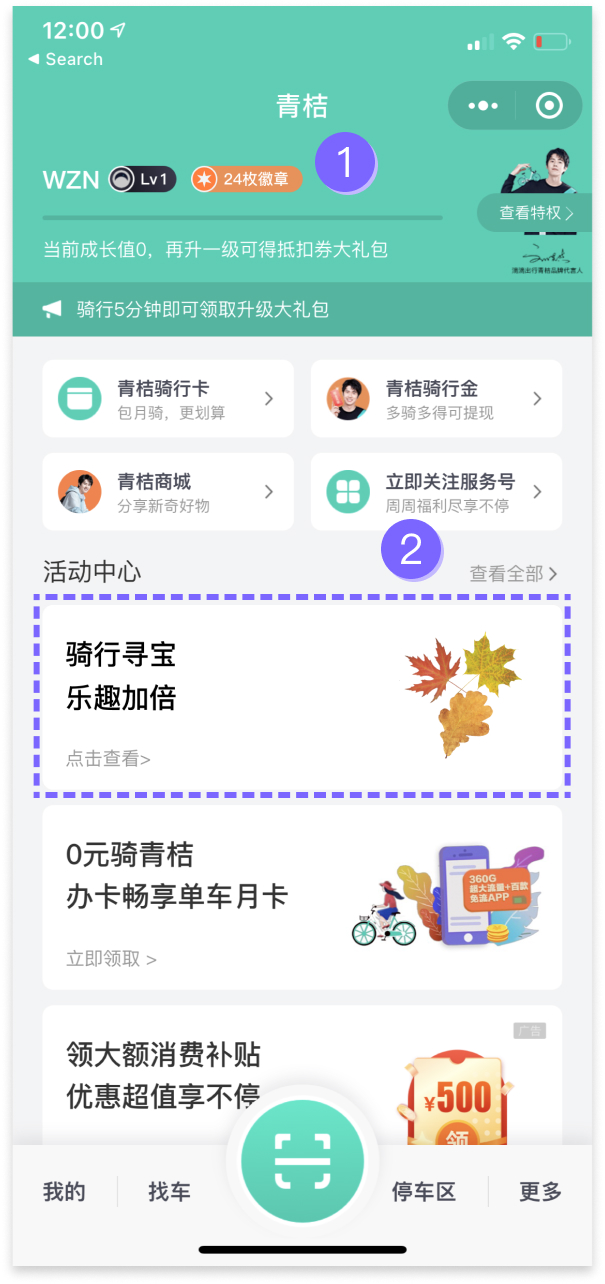 12:00
◀ Search
青桔
WZN Lv1 24枚徽章
1
查看特权 >
当前成长值0，再升一级可得抵扣券大礼包
滴滴出行青桔品牌代言人
骑行5分钟即可领取升级大礼包
青桔骑行卡
包月骑，更划算
青桔骑行金
多骑多得可提现
青桔商城
分享新奇好物
立即关注服务号
周周福利尽享不停
2
活动中心
查看全部 >
骑行寻宝
乐趣加倍
点击查看>
0元骑青桔
办卡畅享单车月卡
立即领取 >
360G
超大流量+百款
免流APP
广告
领大额消费补贴
优惠超值享不停
¥500
领
我的
找车
停车区
更多